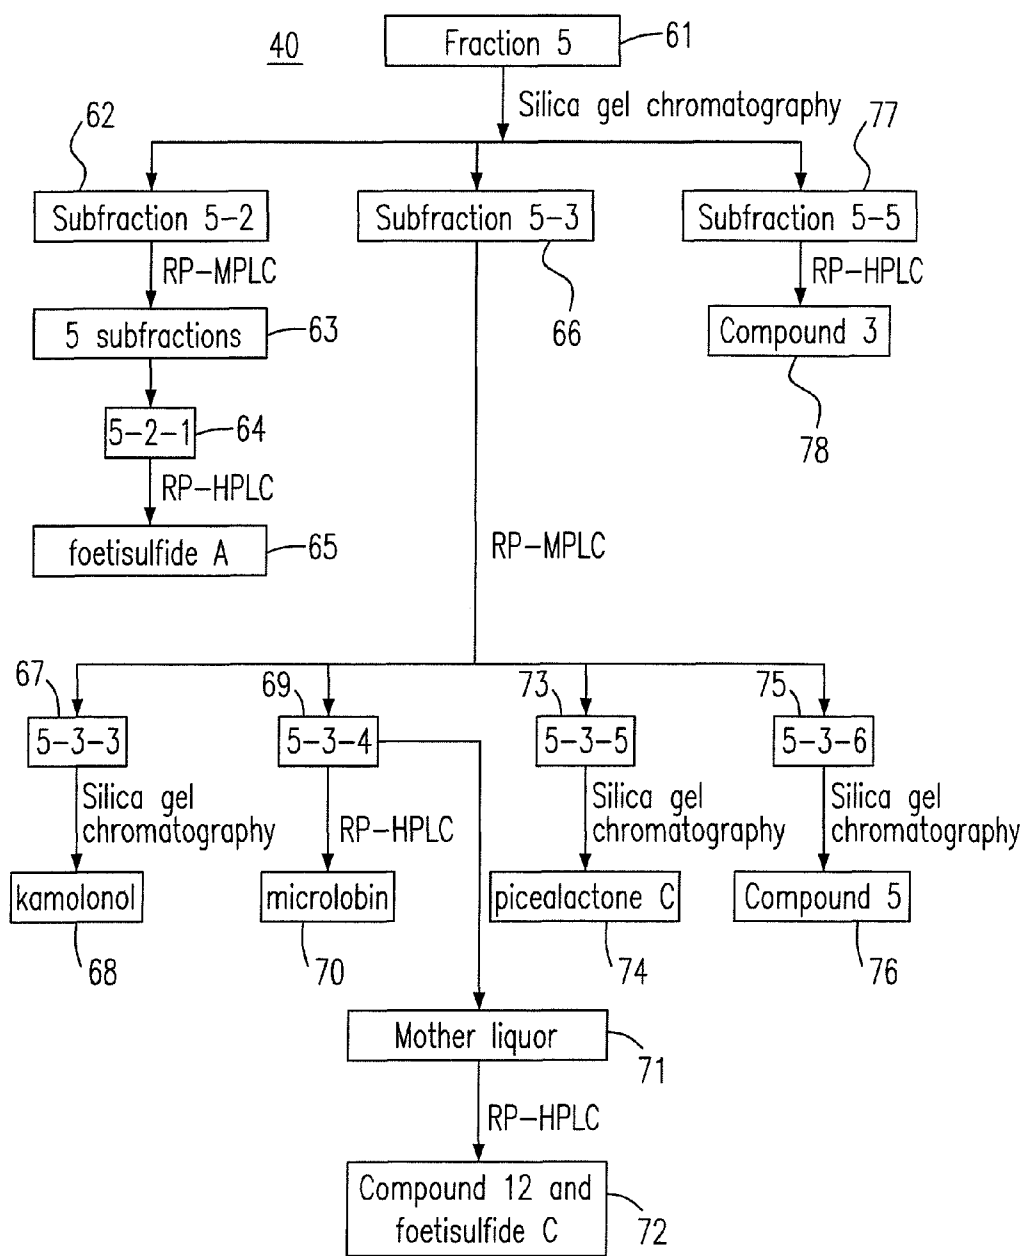 40
Fraction 5
61
Silica gel chromatography
62
77
Subfraction 5-2
Subfraction 5-3
Subfraction 5-5
RP-MPLC
RP-HPLC
66
5 subfractions
63
Compound 3
5-2-1
64
78
RP-HPLC
foetisulfide A
65
RP-MPLC
67
69
73
75
5-3-3
5-3-4
5-3-5
5-3-6
Silica gel
chromatography
RP-HPLC
Silica gel
chromatography
Silica gel
chromatography
kamolonol
microlobin
picealactone C
Compound 5
68
70
74
76
Mother liquor
71
RP-HPLC
Compound 12 and
foetisulfide C
72